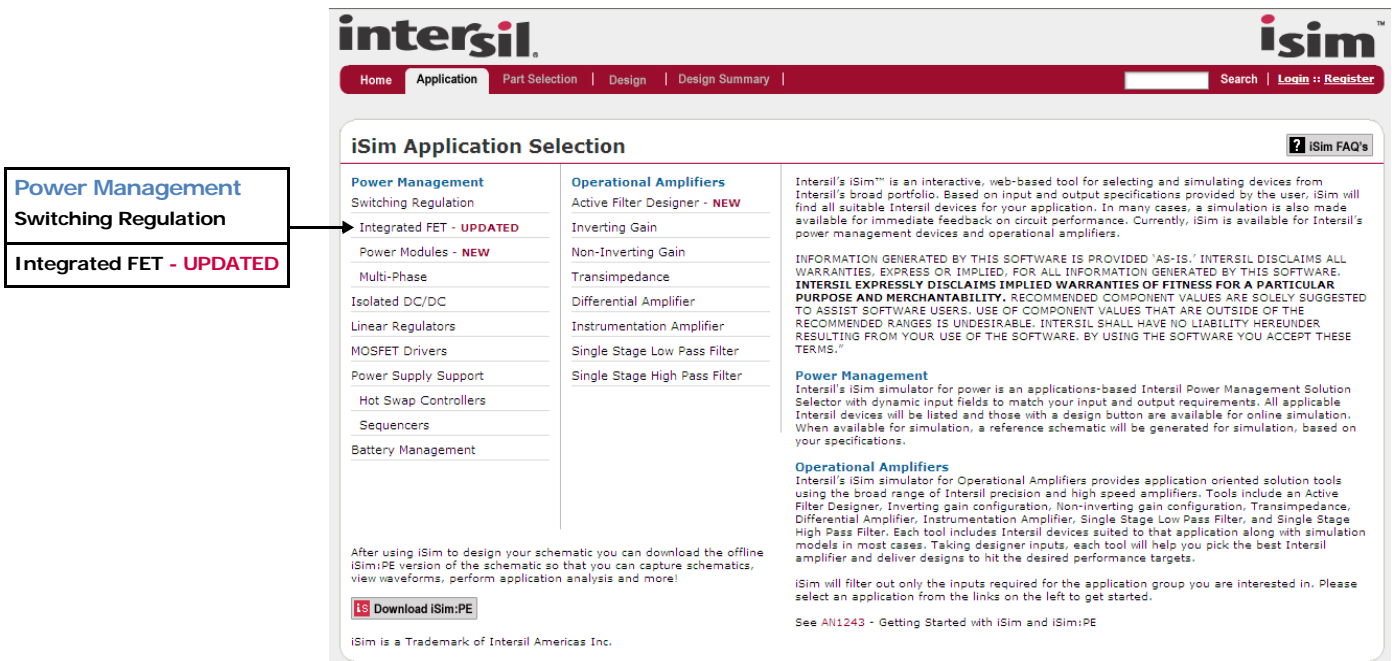 intersil.
isim™
Home Application Part Selection | Design | Design Summary |
Search | Login :: Register
iSim Application Selection
? iSim FAQ's
Power Management
Switching Regulation
Integrated FET - UPDATED
Power Management
Switching Regulation
Integrated FET - UPDATED
Power Modules - NEW
Multi-Phase
Isolated DC/DC
Linear Regulators
MOSFET Drivers
Power Supply Support
Hot Swap Controllers
Sequencers
Battery Management
Operational Amplifiers
Active Filter Designer - NEW
Inverting Gain
Non-Inverting Gain
Transimpedance
Differential Amplifier
Instrumentation Amplifier
Single Stage Low Pass Filter
Single Stage High Pass Filter
Intersil's iSim™ is an interactive, web-based tool for selecting and simulating devices from
Intersil's broad portfolio. Based on input and output specifications provided by the user, iSim will
find all suitable Intersil devices for your application. In many cases, a simulation is also made
available for immediate feedback on circuit performance. Currently, iSim is available for Intersil's
power management devices and operational amplifiers.
INFORMATION GENERATED BY THIS SOFTWARE IS PROVIDED 'AS-IS.' INTERSIL DISCLAIMS ALL
WARRANTIES, EXPRESS OR IMPLIED, FOR ALL INFORMATION GENERATED BY THIS SOFTWARE.
INTERSIL EXPRESSLY DISCLAIMS IMPLIED WARRANTIES OF FITNESS FOR A PARTICULAR
PURPOSE AND MERCHANTABILITY. RECOMMENDED COMPONENT VALUES ARE SOLELY SUGGESTED
TO ASSIST SOFTWARE USERS. USE OF COMPONENT VALUES THAT ARE OUTSIDE OF THE
RECOMMENDED RANGES IS UNDESIRABLE. INTERSIL SHALL HAVE NO LIABILITY HEREUNDER
RESULTING FROM YOUR USE OF THE SOFTWARE. BY USING THE SOFTWARE YOU ACCEPT THESE
TERMS."
Power Management
Intersil's iSim simulator for power is an applications-based Intersil Power Management Solution
Selector with dynamic input fields to match your input and output requirements. All applicable
Intersil devices will be listed and those with a design button are available for online simulation.
When available for simulation, a reference schematic will be generated for simulation, based on
your specifications.
Operational Amplifiers
Intersil's iSim simulator for Operational Amplifiers provides application oriented solution tools
using the broad range of Intersil precision and high speed amplifiers. Tools include an Active
Filter Designer, Inverting gain configuration, Non-inverting gain configuration, Transimpedance,
Differential Amplifier, Instrumentation Amplifier, Single Stage Low Pass Filter, and Single Stage
High Pass Filter. Each tool includes Intersil devices suited to that application along with simulation
models in most cases. Taking designer inputs, each tool will help you pick the best Intersil
amplifier and deliver designs to hit the desired performance targets.
iSim will filter out only the inputs required for the application group you are interested in. Please
select an application from the links on the left to get started.
See AN1243 - Getting Started with iSim and iSim:PE
After using iSim to design your schematic you can download the offline
iSim:PE version of the schematic so that you can capture schematics,
view waveforms, perform application analysis and more!
is Download iSim:PE
iSim is a Trademark of Intersil Americas Inc.